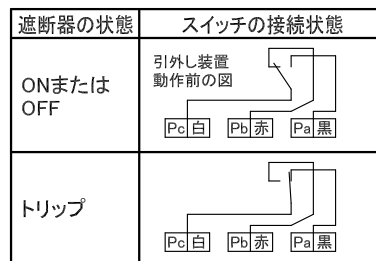 遮断器の状態 スイッチの接続状態
ONまたは
OFF
引外し装置
動作前の図
Pc 白 Pb 赤 Pa 黒
トリップ
Pc 白 Pb 赤 Pa 黒